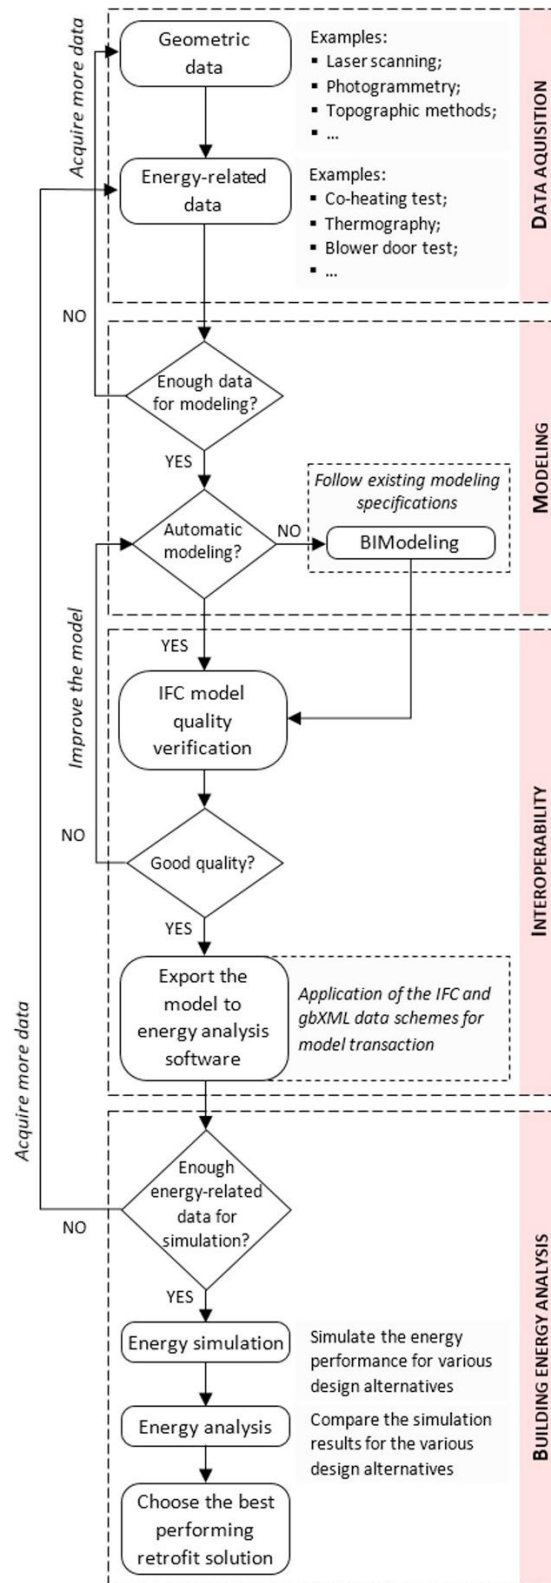 Geometric
data
Examples:
▪ Laser scanning;
▪ Photogrammetry;
▪ Topographic methods;
▪ ...
Acquire more data
DATA AQUISITION
Energy-related
data
Examples:
▪ Co-heating test;
▪ Thermography;
▪ Blower door test;
▪ ...
NO
Enough data
for modeling?
YES
MODELING
Follow existing modeling
specifications
Automatic
modeling?
NO
BIModeling
YES
Improve the model
IFC model
quality
verification
INTEROPERABILITY
NO
Good quality?
YES
Export the
model to
energy analysis
software
Application of the IFC and
gbXML data schemes for
model transaction
Acquire more data
Enough
energy-related
data for
simulation?
NO
YES
BUILDING ENERGY ANALYSIS
Energy simulation
Simulate the energy
performance for various
design alternatives
Energy analysis
Compare the simulation
results for the various
design alternatives
Choose the best
performing
retrofit solution